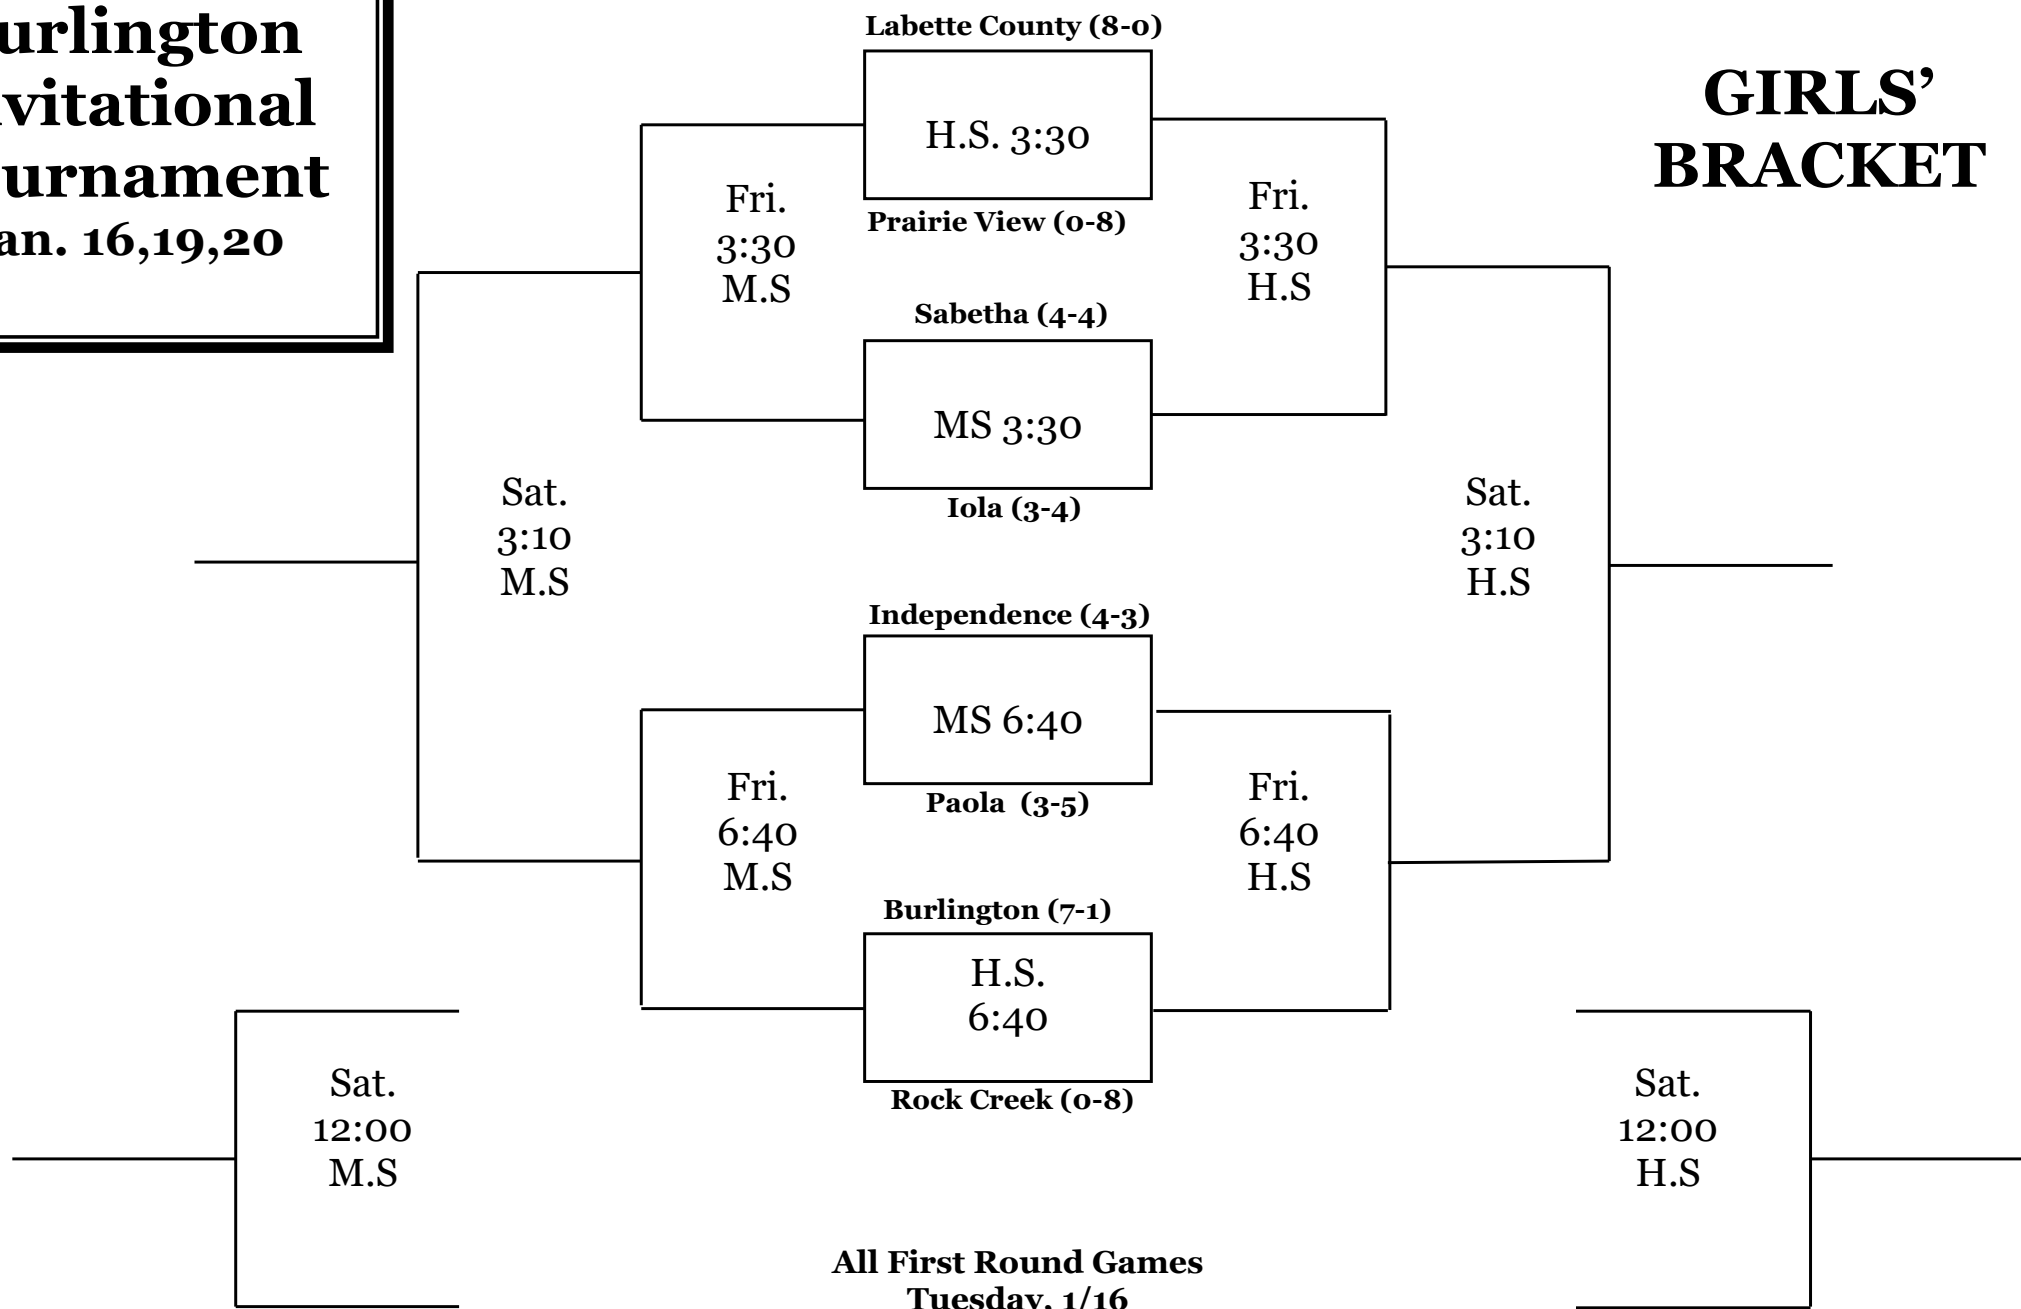 urlington
vitational
urnament
an. 16,19,20
GIRLS’
BRACKET
Labette County (8-0)
H.S. 3:30
Prairie View (0-8)
Fri.
3:30
M.S
Fri.
3:30
H.S
Sabetha (4-4)
MS 3:30
Iola (3-4)
Sat.
3:10
M.S
Sat.
3:10
H.S
Independence (4-3)
MS 6:40
Paola (3-5)
Fri.
6:40
M.S
Fri.
6:40
H.S
Burlington (7-1)
H.S.
6:40
Rock Creek (0-8)
Sat.
12:00
M.S
Sat.
12:00
H.S
All First Round Games
Tuesday, 1/16